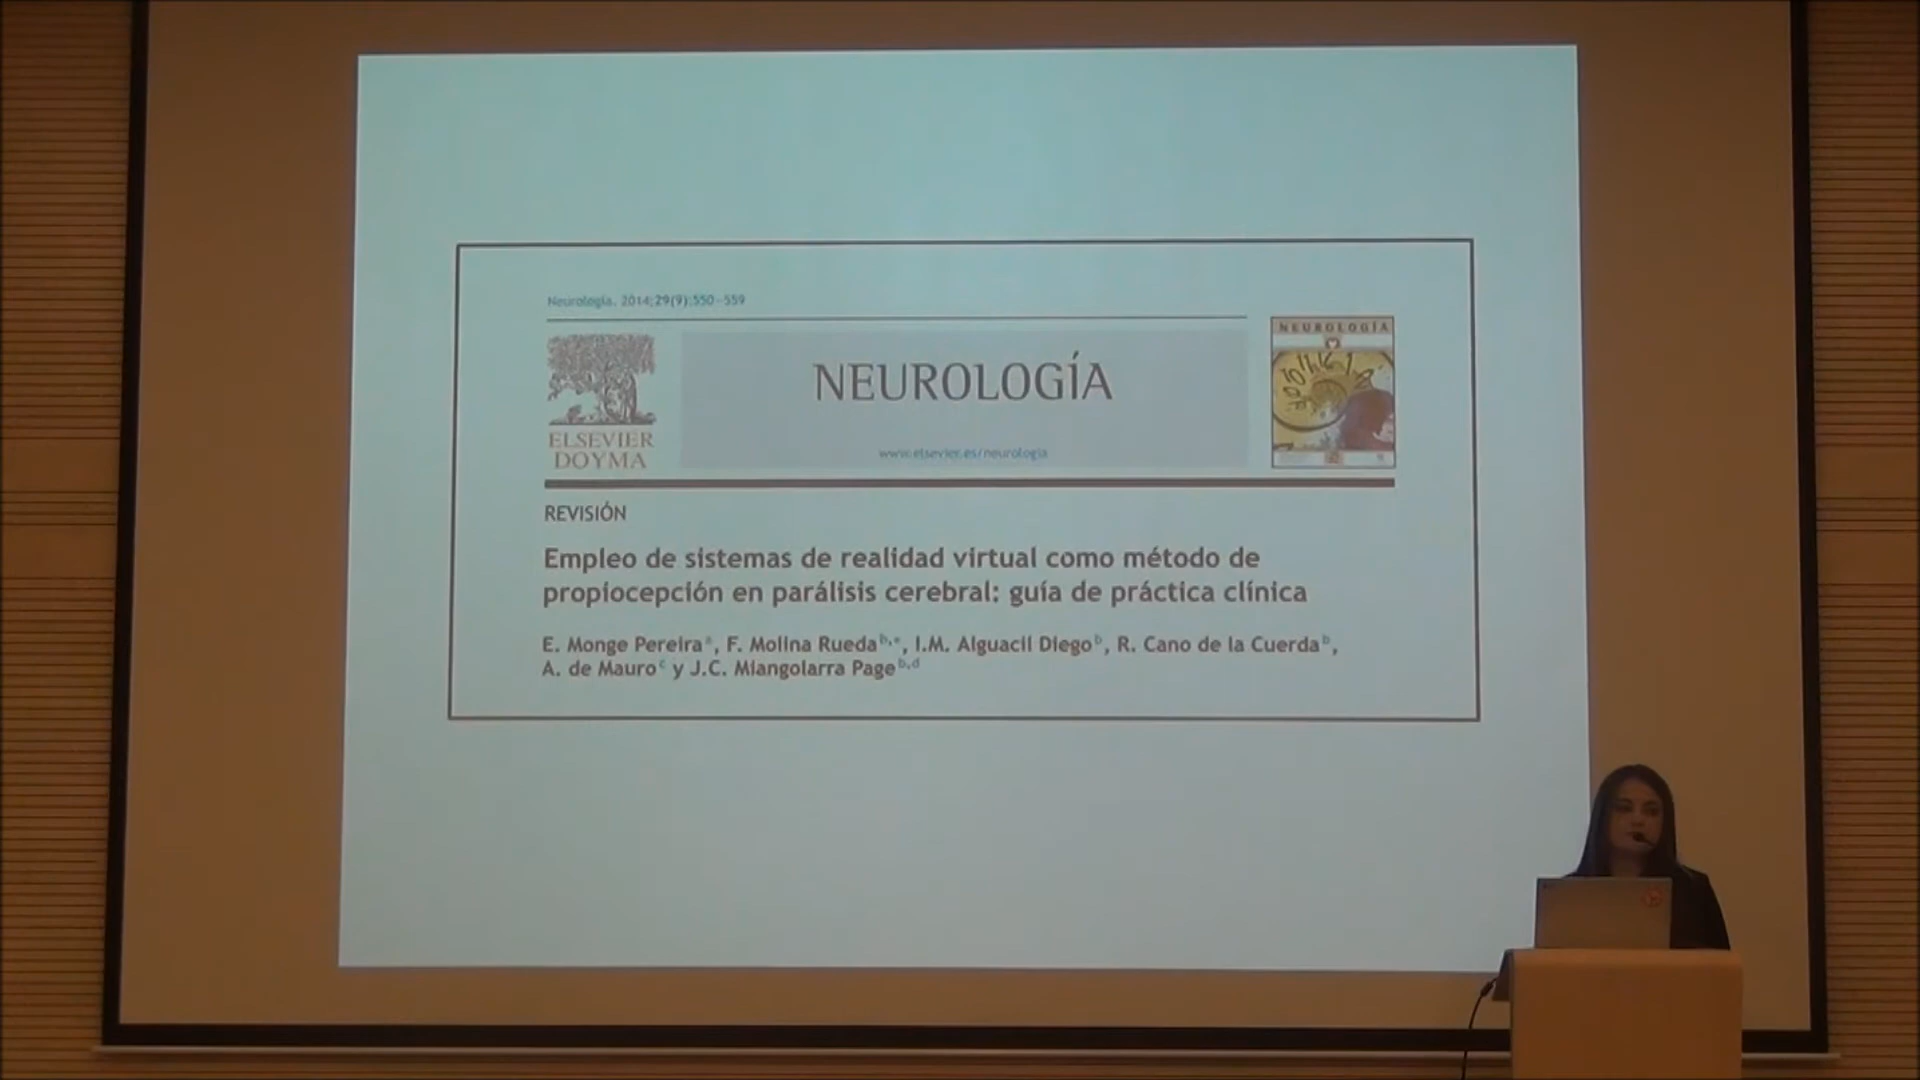 Neurología. 2014;29(9):550—559
NEUROLOGÍA
ELSEVIER
DOYMA
NEUROLOGÍA
www.elsevier.es/neurologia
REVISIÓN
Empleo de sistemas de realidad virtual como método de
propiocepción en parálisis cerebral: guía de práctica clínica
E. Monge Pereira a, F. Molina Rueda b,*, I.M. Alguacil Diego b, R. Cano de la Cuerda b,
A. de Mauro c y J.C. Miangolarra Page b,d